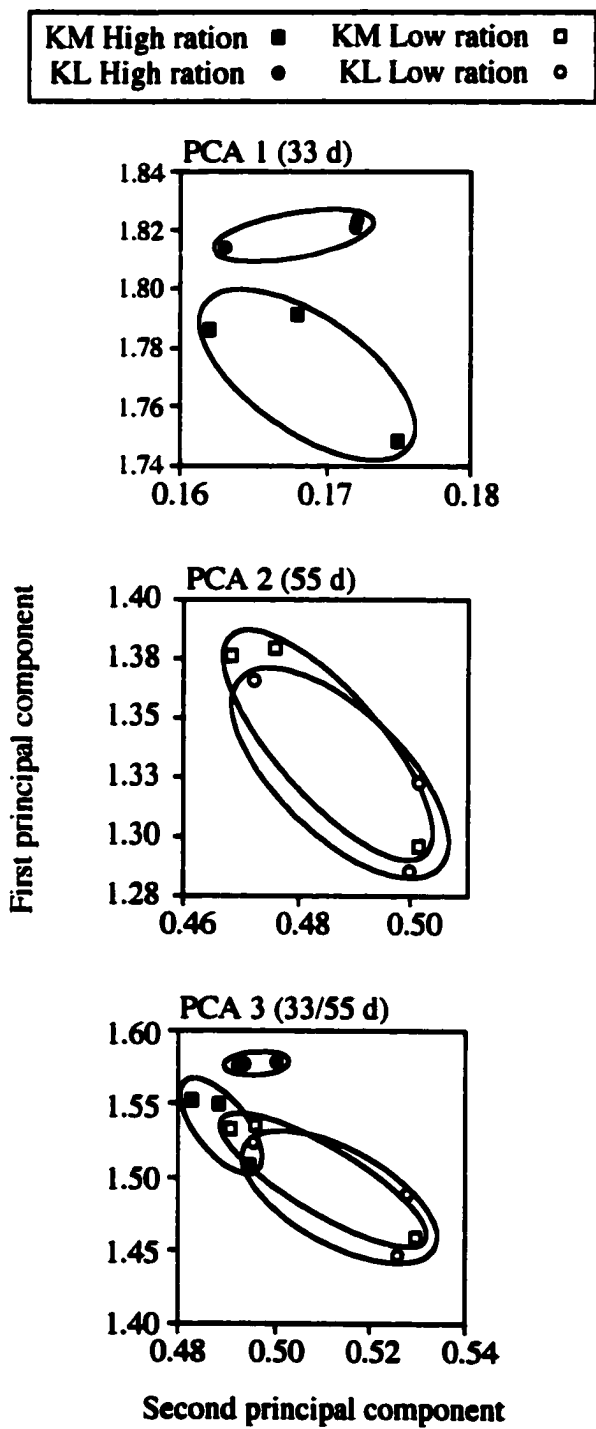 KM High ration ■ KM Low ration □
KL High ration ● KL Low ration ○
PCA 1 (33 d)
1.84
1.82
1.80
1.78
1.76
1.74
0.16 0.17 0.18
PCA 2 (55 d)
1.40
1.38
1.35
1.33
1.30
1.28
0.46 0.48 0.50
First principal component
PCA 3 (33/55 d)
1.60
1.55
1.50
1.45
1.40
0.48 0.50 0.52 0.54
Second principal component